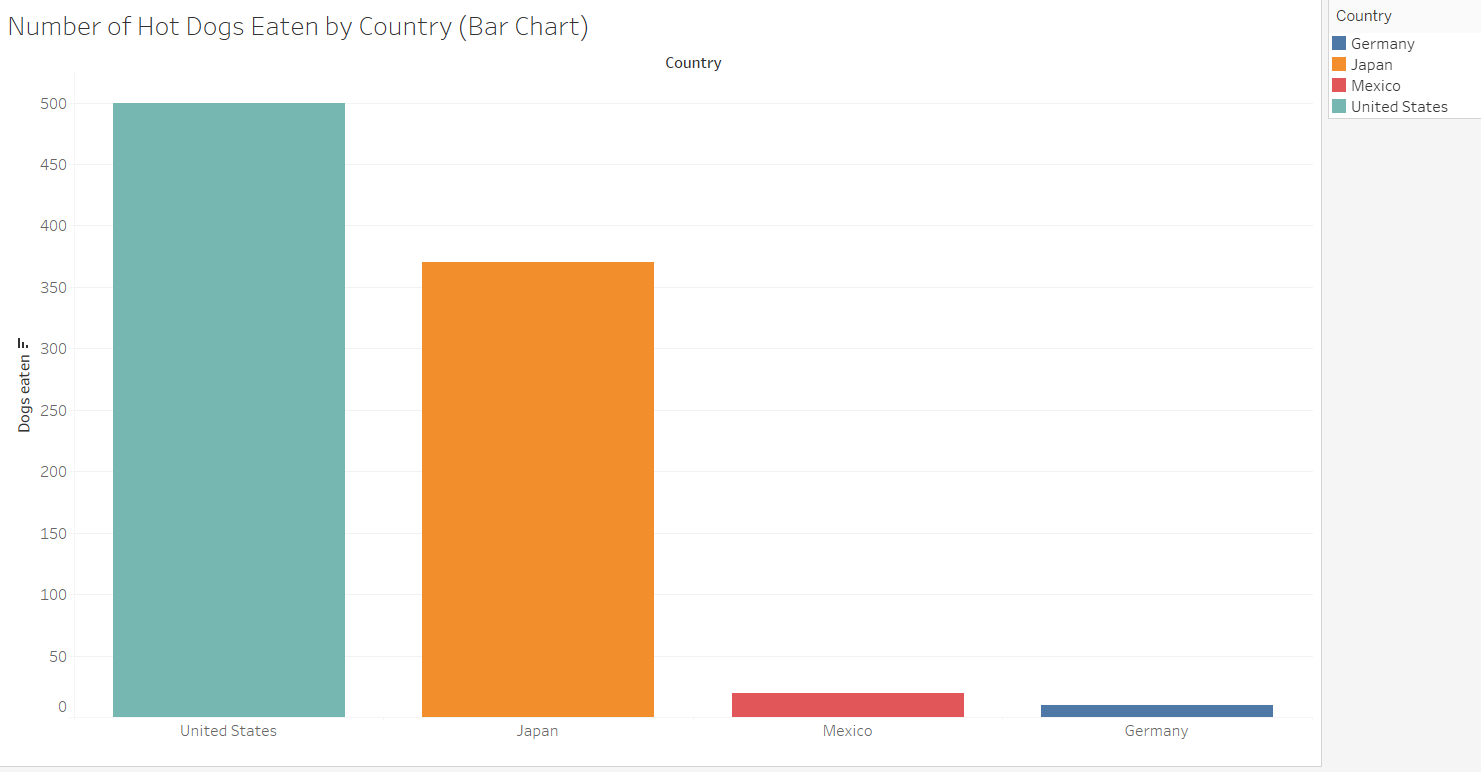 Number of Hot Dogs Eaten by Country (Bar Chart)
Country
Dogs eaten
500
450
400
350
300
250
200
150
100
50
0
United States
Japan
Mexico
Germany
Country
Germany
Japan
Mexico
United States